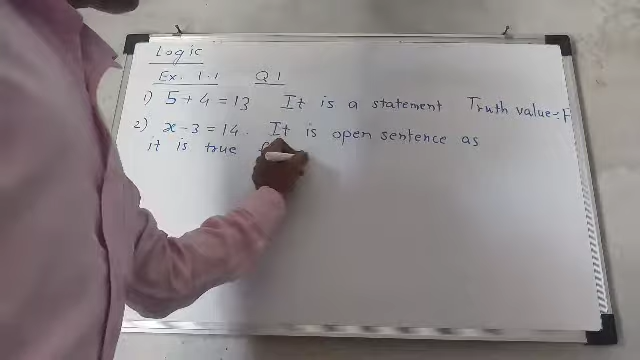 Logic
Ex. 1.1 Q1
1) 5+4=13 It is a statement Truth value=F
2) x-3=14. It is open sentence as
it is true